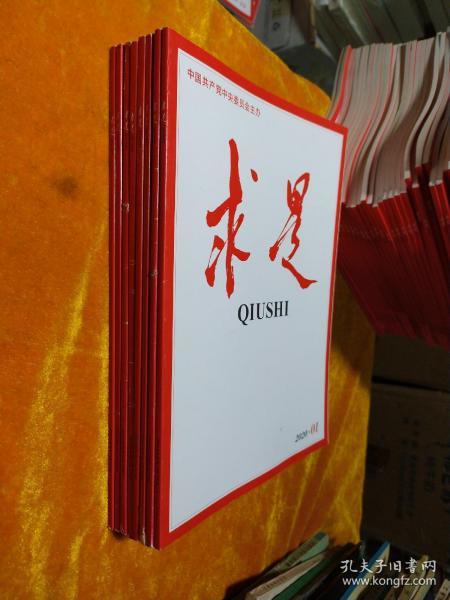 中国共产党中央委员会主办
求是
QIUSHI
2020-01
孔夫子旧书网
www.kongfz.com